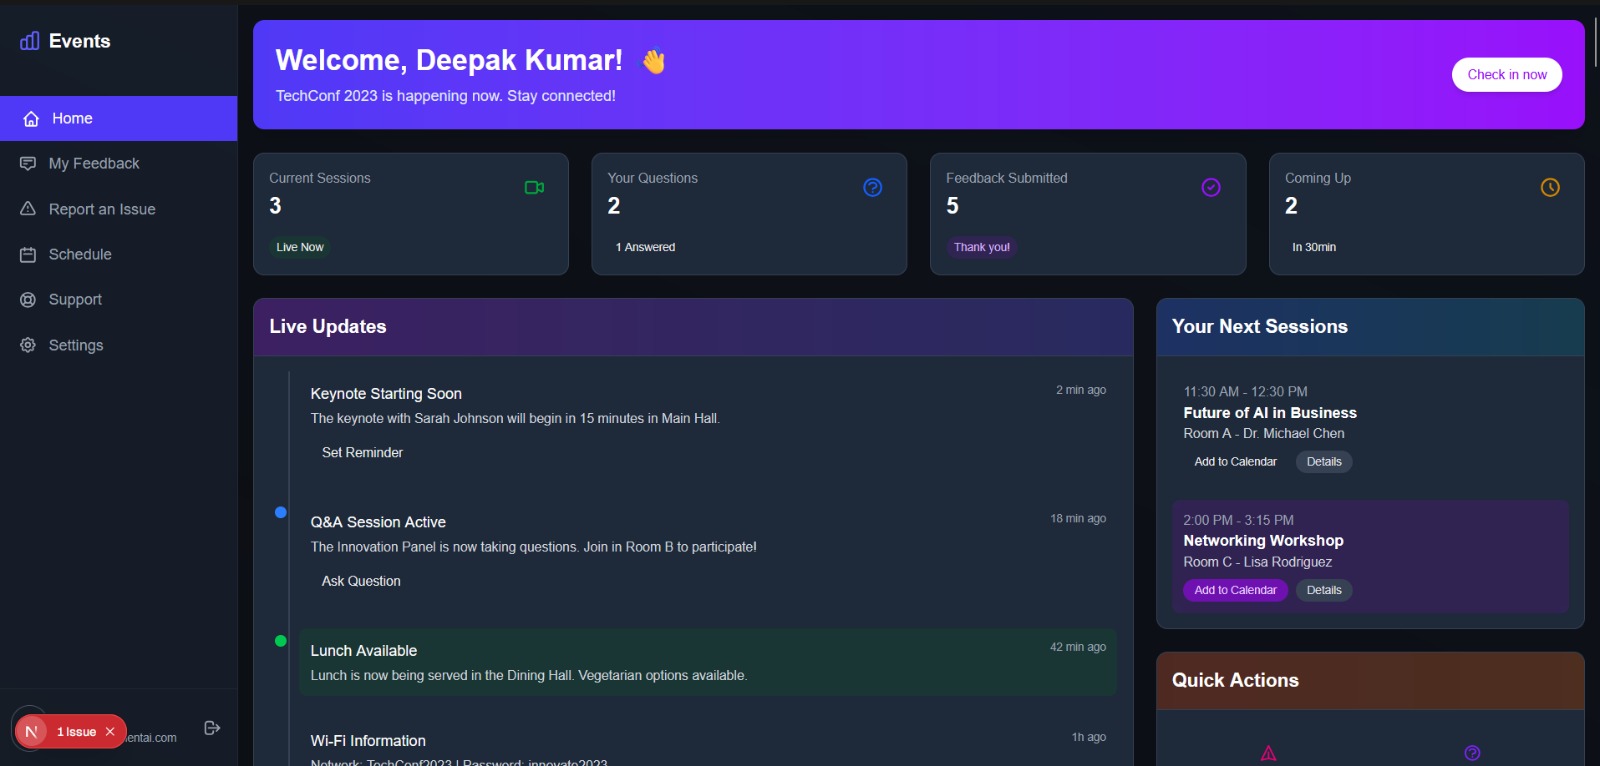 Events
Home
My Feedback
Report an Issue
Schedule
Support
Settings
N 1 Issue
entai.com
Welcome, Deepak Kumar! 👋
TechConf 2023 is happening now. Stay connected!
Check in now
Current Sessions
3
Live Now
Your Questions
2
1 Answered
Feedback Submitted
5
Thank you!
Coming Up
2
In 30min
Live Updates
Keynote Starting Soon
2 min ago
The keynote with Sarah Johnson will begin in 15 minutes in Main Hall.
Set Reminder
Q&A Session Active
18 min ago
The Innovation Panel is now taking questions. Join in Room B to participate!
Ask Question
Lunch Available
42 min ago
Lunch is now being served in the Dining Hall. Vegetarian options available.
Wi-Fi Information
1h ago
Network: TechConf2023 | Password: innovate2023
Your Next Sessions
11:30 AM - 12:30 PM
Future of AI in Business
Room A - Dr. Michael Chen
Add to Calendar
Details
2:00 PM - 3:15 PM
Networking Workshop
Room C - Lisa Rodriguez
Add to Calendar
Details
Quick Actions